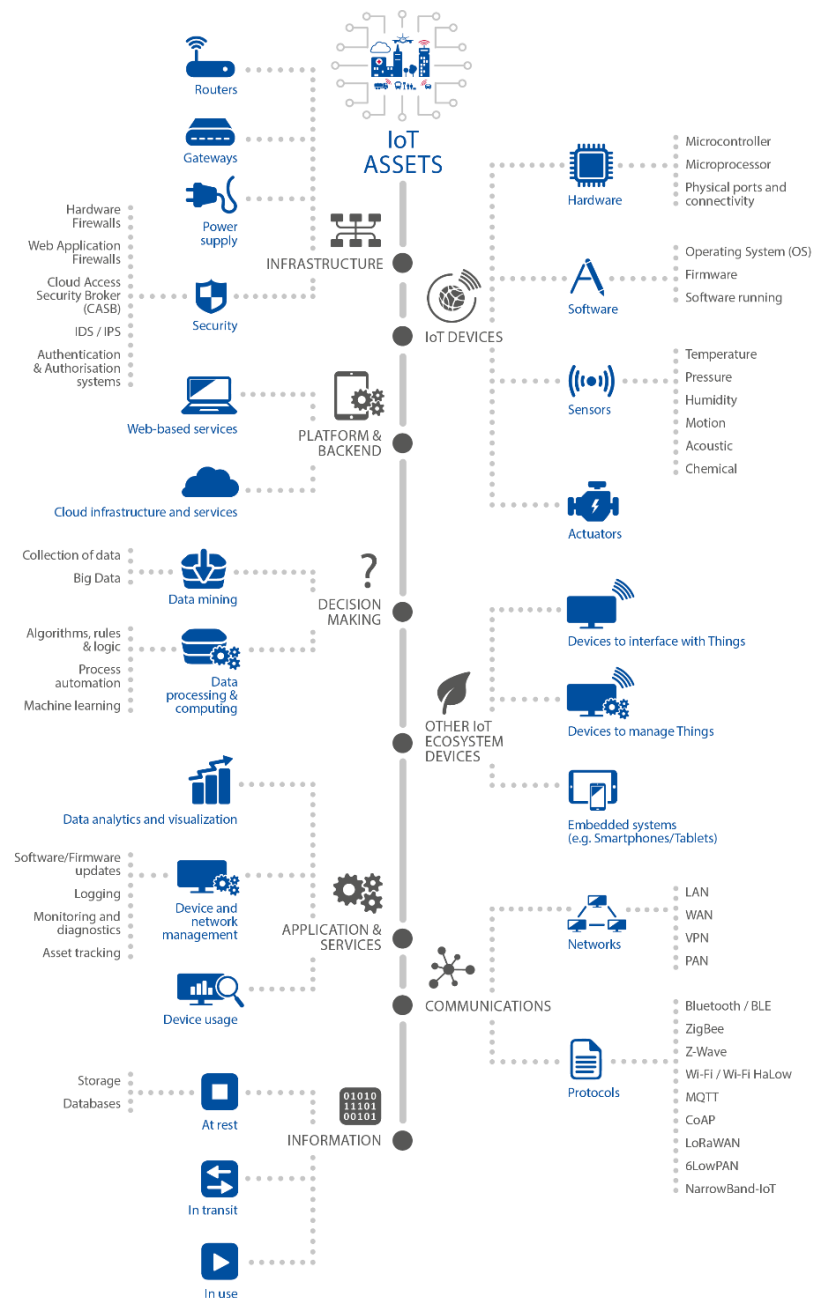 IoT
ASSETS
Routers
Gateways
Power
supply
INFRASTRUCTURE
Hardware
Firewalls
Web Application
Firewalls
Cloud Access
Security Broker
(CASB)
IDS / IPS
Authentication
& Authorisation
systems
Security
IoT DEVICES
Hardware
Microcontroller
Microprocessor
Physical ports and
connectivity
Software
Operating System (OS)
Firmware
Software running
Sensors
Temperature
Pressure
Humidity
Motion
Acoustic
Chemical
Actuators
Web-based services
PLATFORM &
BACKEND
Cloud infrastructure and services
Collection of data
Big Data
Data mining
DECISION
MAKING
Algorithms, rules
& logic
Process
automation
Machine learning
Data
processing &
computing
Devices to interface with Things
Devices to manage Things
OTHER IoT
ECOSYSTEM
DEVICES
Embedded systems
(e.g. Smartphones/Tablets)
Data analytics and visualization
Software/Firmware
updates
Logging
Monitoring and
diagnostics
Asset tracking
Device and
network
management
APPLICATION &
SERVICES
Device usage
COMMUNICATIONS
Networks
LAN
WAN
VPN
PAN
Protocols
Bluetooth / BLE
ZigBee
Z-Wave
Wi-Fi / Wi-Fi HaLow
MQTT
CoAP
LoRaWAN
6LowPAN
NarrowBand-IoT
Storage
Databases
At rest
01010
11101
00101
INFORMATION
In transit
In use